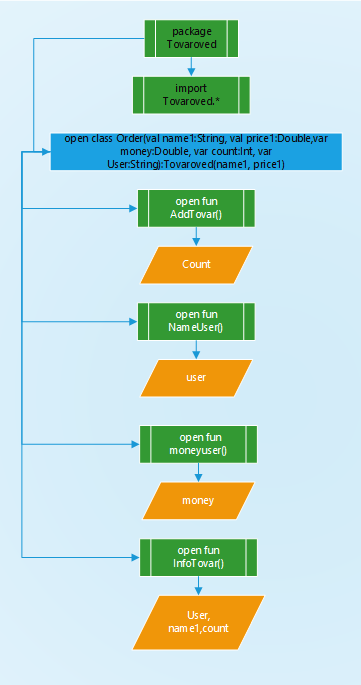 package
Tovaroved
import
Tovaroved.*
open class Order(val name1:String, val price1:Double,var
money:Double, var count:Int, var
User:String):Tovaroved(name1, price1)
open fun
AddTovar()
Count
open fun
NameUser()
user
open fun
moneyuser()
money
open fun
InfoTovar()
User,
name1,count